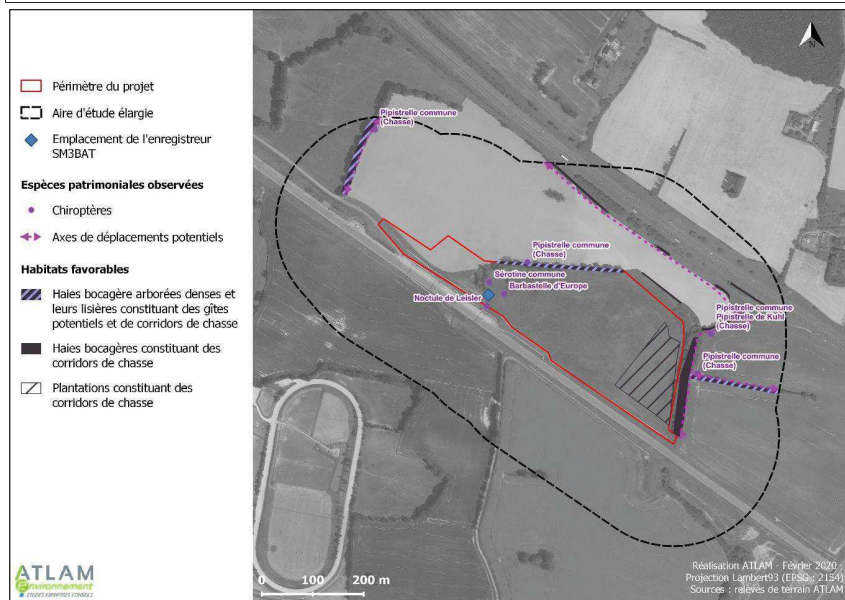 Périmètre du projet
Aire d'étude élargie
Emplacement de l'enregistreur
SM3BAT
Espèces patrimoniales observées
Chiroptères
Axes de déplacements potentiels
Habitats favorables
Haies bocagère arborées denses et
leurs lisières constituant des gîtes
potentiels et de corridors de chasse
Haies bocagères constituant des
corridors de chasse
Plantations constituant des
corridors de chasse
ATLAM
environnement
ETUDES-EXPERTISES-CONSEILS
N
Pipistrelle commune
(Chasse)
Pipistrelle commune
(Chasse)
Sérotine commune
Barbastelle d'Europe
Noctule de Leisler
Pipistrelle commune
Pipistrelle de Kuhl
(Chasse)
Pipistrelle commune
(Chasse)
0 100 200 m
Réalisation ATLAM - Février 2020 -
Projection Lambert93 (EPSG : 2154)
Sources : relevés de terrain ATLAM